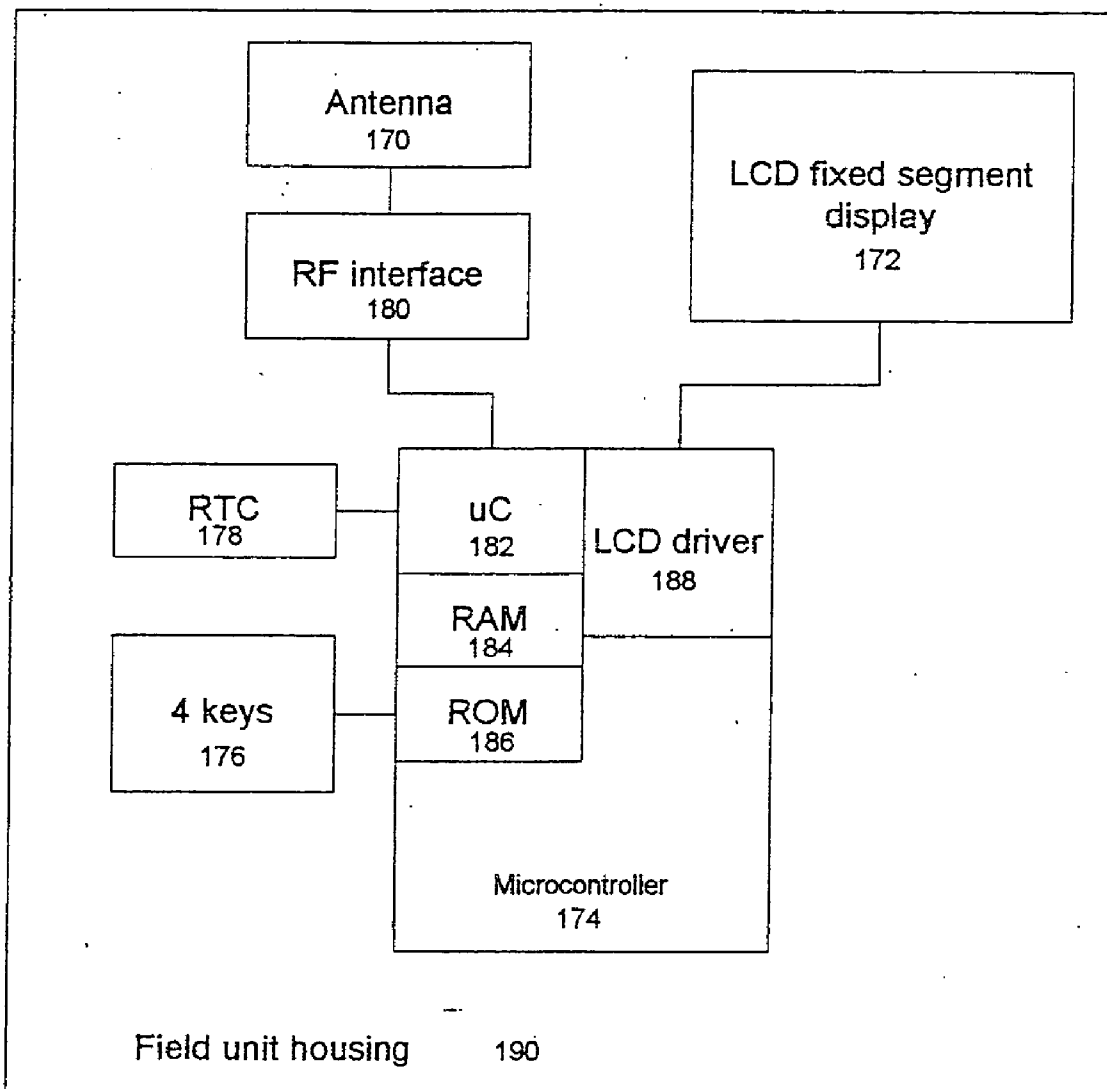 Antenna
170
LCD fixed segment
display
172
RF interface
180
RTC
178
uC
182
LCD driver
188
RAM
184
4 keys
176
ROM
186
Microcontroller
174
Field unit housing 190